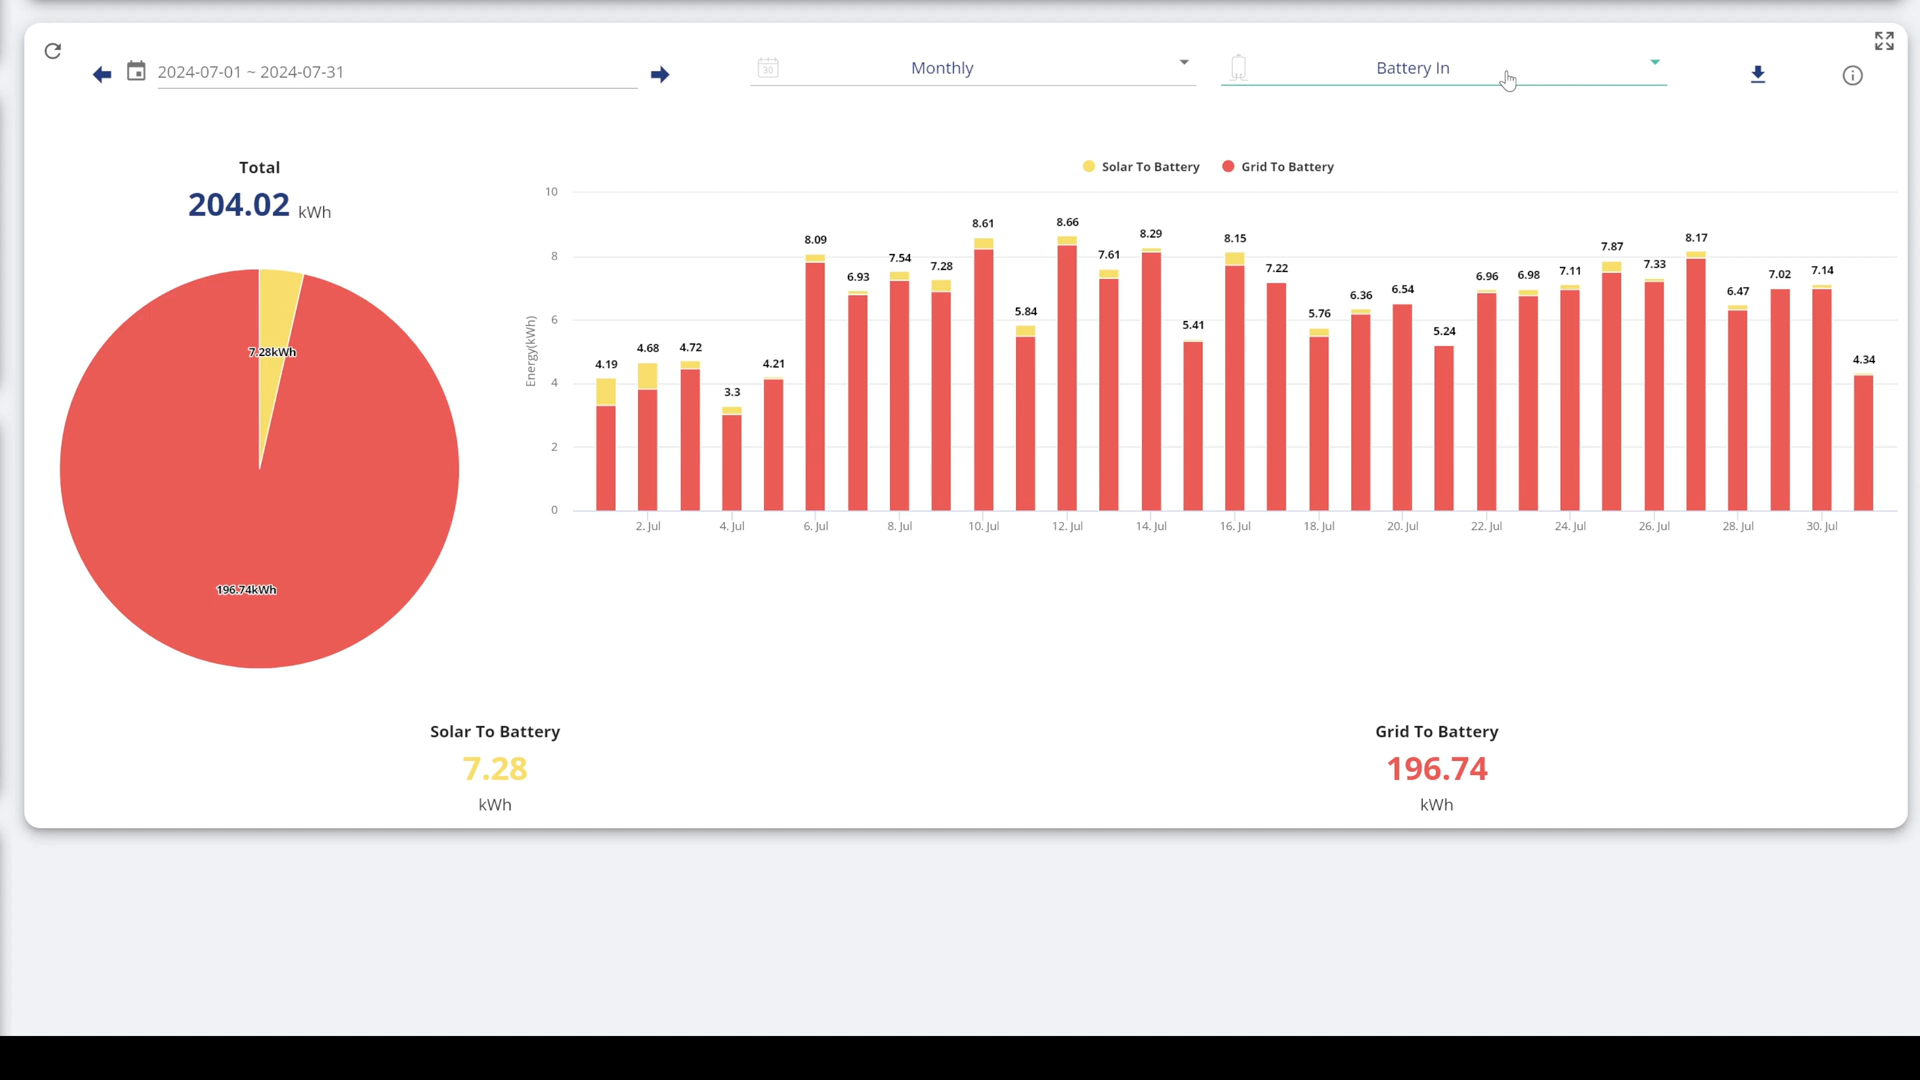 2024-07-01 ~ 2024-07-31
30
Monthly
Battery In
Total
204.02 kWh
7.28kWh
196.74kWh
Solar To Battery
Grid To Battery
Energy(kWh)
10
8
6
4
2
0
4.19
4.68
4.72
3.3
4.21
8.09
6.93
7.54
7.28
8.61
5.84
8.66
7.61
8.29
5.41
8.15
7.22
5.76
6.36
6.54
5.24
6.96
6.98
7.11
7.87
7.33
8.17
6.47
7.02
7.14
4.34
2. Jul
4. Jul
6. Jul
8. Jul
10. Jul
12. Jul
14. Jul
16. Jul
18. Jul
20. Jul
22. Jul
24. Jul
26. Jul
28. Jul
30. Jul
Solar To Battery
7.28
kWh
Grid To Battery
196.74
kWh